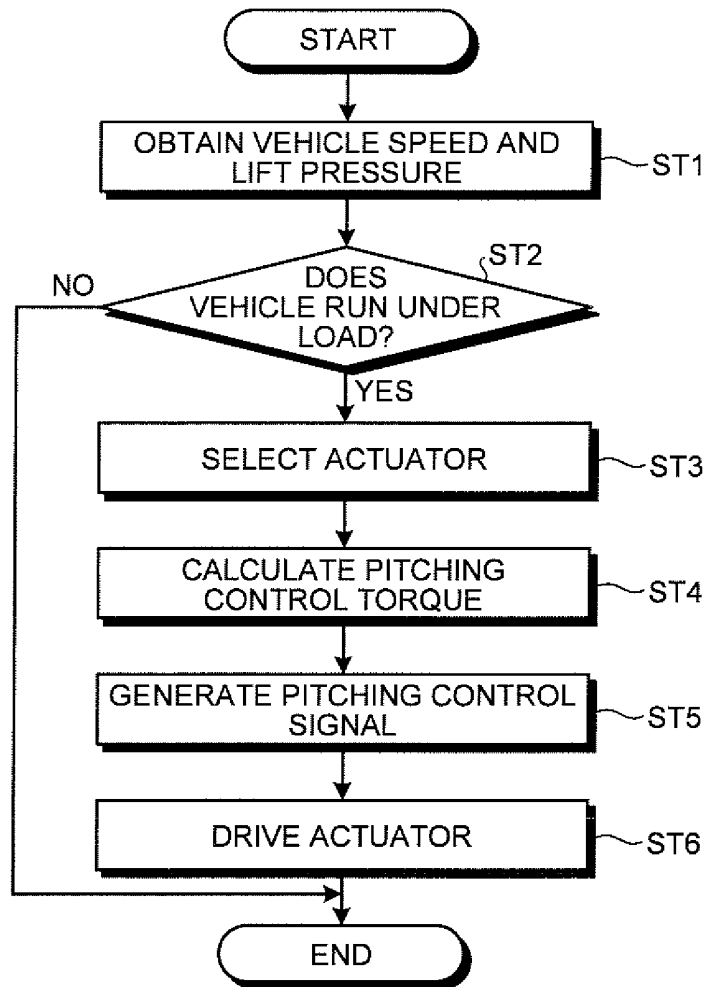 START
OBTAIN VEHICLE SPEED AND
LIFT PRESSURE
ST1
ST2
NO
DOES
VEHICLE RUN UNDER
LOAD?
YES
SELECT ACTUATOR
ST3
CALCULATE PITCHING
CONTROL TORQUE
ST4
GENERATE PITCHING CONTROL
SIGNAL
ST5
DRIVE ACTUATOR
ST6
END